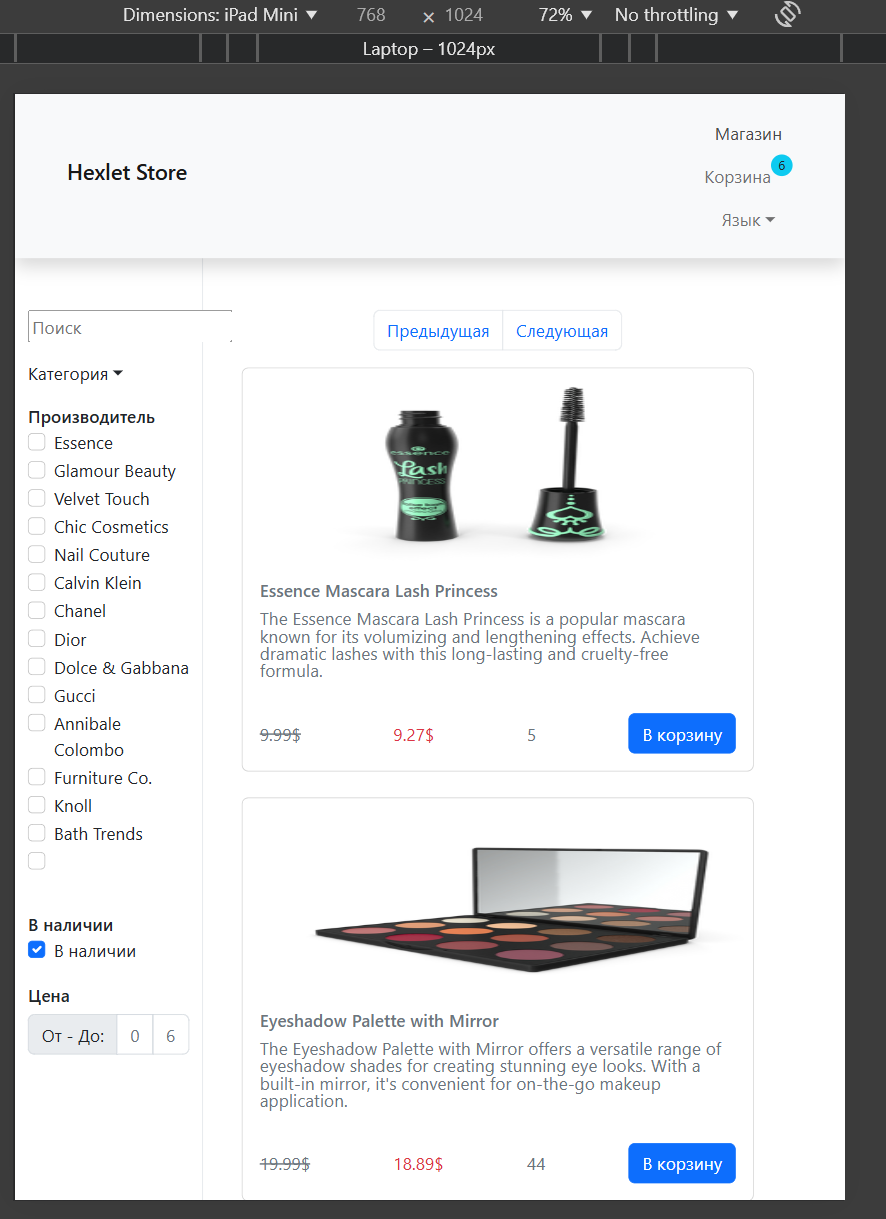 Dimensions: iPad Mini ▼ 768 × 1024 72% ▼ No throttling ▼
Laptop – 1024px
Hexlet Store
Магазин
Корзина 6
Язык
Поиск
Категория
Производитель
Essence
Glamour Beauty
Velvet Touch
Chic Cosmetics
Nail Couture
Calvin Klein
Chanel
Dior
Dolce & Gabbana
Gucci
Annibale
Colombo
Furniture Co.
Knoll
Bath Trends
В наличии
В наличии
Цена
От - До: 0 6
Предыдущая Следующая
essence
Lash
PRINCESS
Essence Mascara Lash Princess
The Essence Mascara Lash Princess is a popular mascara
known for its volumizing and lengthening effects. Achieve
dramatic lashes with this long-lasting and cruelty-free
formula.
9.99$ 9.27$ 5 В корзину
Eyeshadow Palette with Mirror
The Eyeshadow Palette with Mirror offers a versatile range of
eyeshadow shades for creating stunning eye looks. With a
built-in mirror, it's convenient for on-the-go makeup
application.
19.99$ 18.89$ 44 В корзину